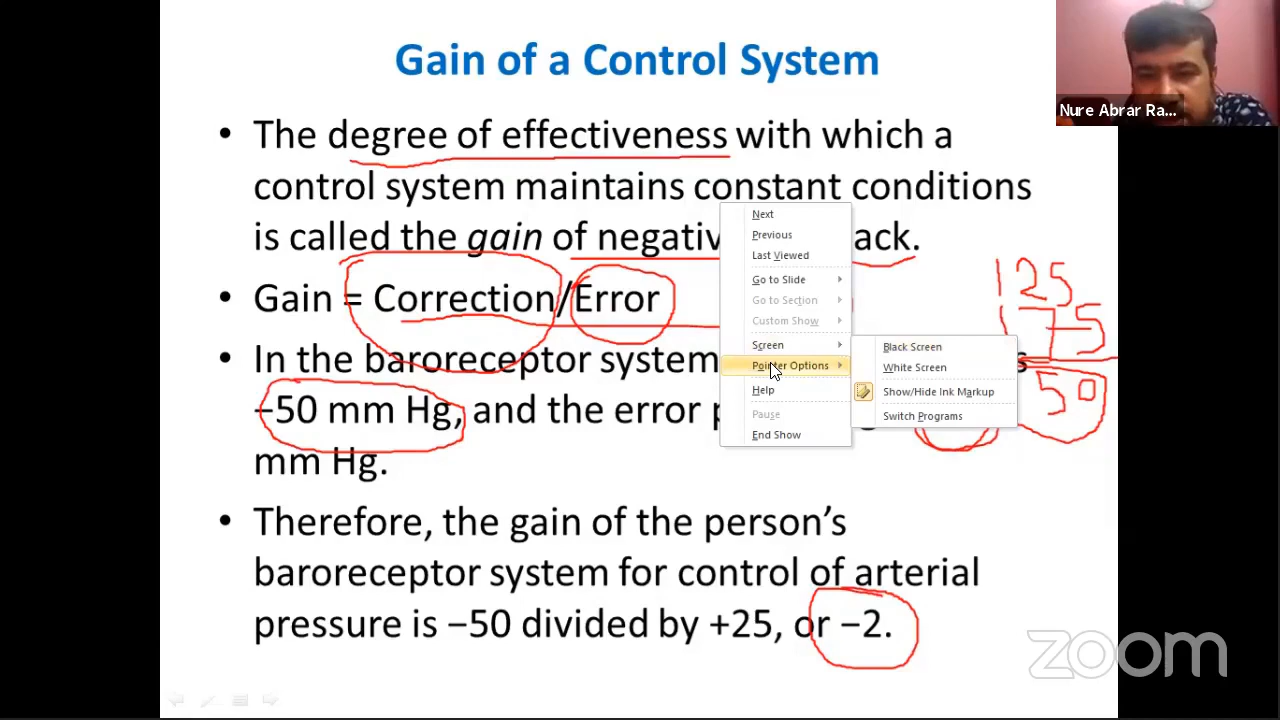 Gain of a Control System
Nure Abrar Ra...
• The degree of effectiveness with which a
control system maintains constant conditions
is called the gain of negativ ack.
• Gain = Correction/Error
125
175
50
• In the baroreceptor system
−50 mm Hg, and the error p
mm Hg.
• Therefore, the gain of the person’s
baroreceptor system for control of arterial
pressure is −50 divided by +25, or −2.
Next
Previous
Last Viewed
Go to Slide
Go to Section
Custom Show
Screen
Pointer Options
Help
Pause
End Show
Black Screen
White Screen
Show/Hide Ink Markup
Switch Programs
zoom